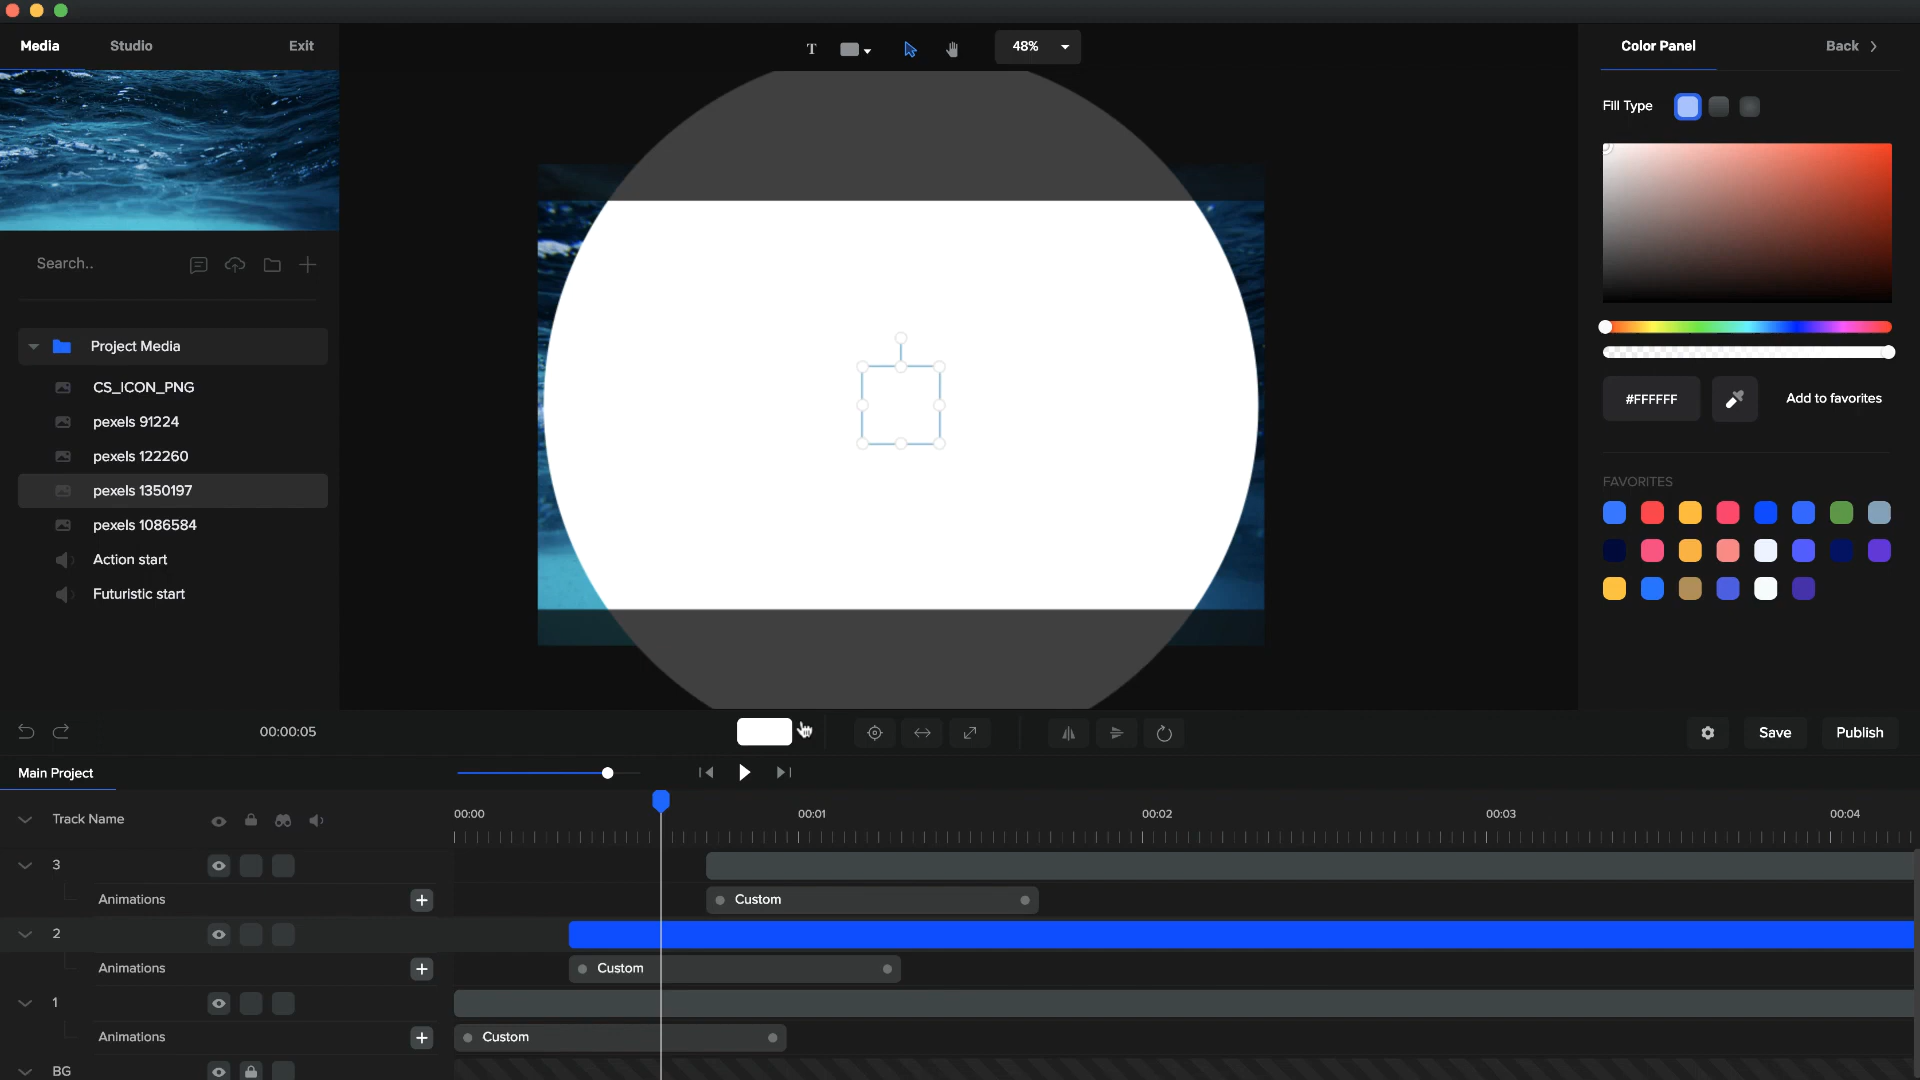 Media
Studio
Exit
T
48%
Color Panel
Back
Fill Type
Search..
Project Media
CS_ICON_PNG
pexels 91224
pexels 122260
pexels 1350197
pexels 1086584
Action start
Futuristic start
#FFFFFF
Add to favorites
FAVORITES
00:00:05
Save
Publish
Main Project
Track Name
00:00
00:01
00:02
00:03
00:04
3
Animations
Custom
2
Animations
Custom
1
Animations
Custom
BG